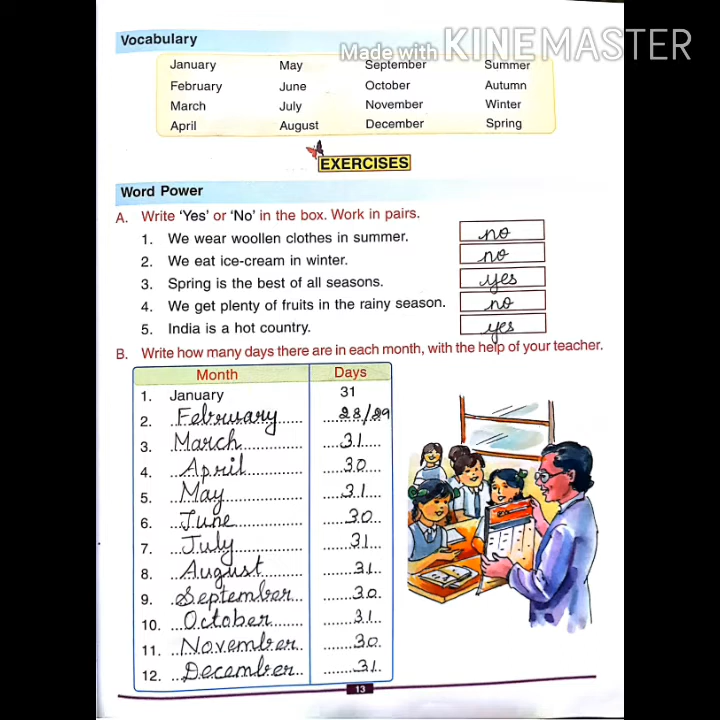 Vocabulary
Made with KINEMASTER
January May September Summer
February June October Autumn
March July November Winter
April August December Spring
EXERCISES
Word Power
A. Write 'Yes' or 'No' in the box. Work in pairs.
1. We wear woollen clothes in summer. no
2. We eat ice-cream in winter. no
3. Spring is the best of all seasons. yes
4. We get plenty of fruits in the rainy season. no
5. India is a hot country. yes
B. Write how many days there are in each month, with the help of your teacher.
Month Days
1. January 31
2. February 28/29
3. March 31
4. April 30
5. May 31
6. June 30
7. July 31
8. August 31
9. September 30
10. October 31
11. November 30
12. December 31
13